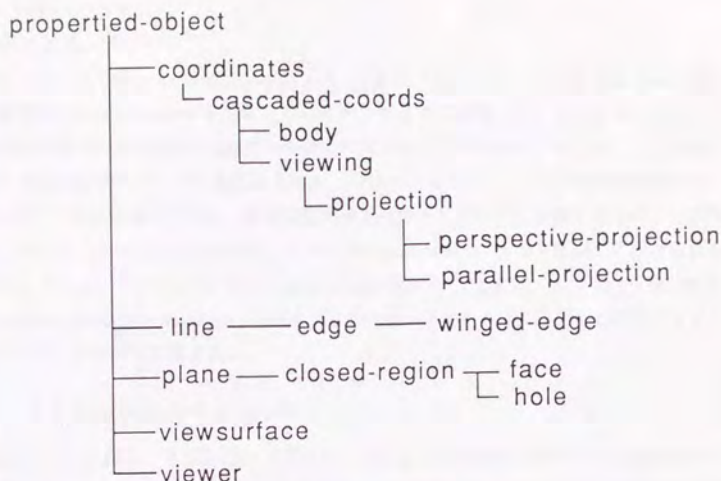 propertied-object
coordinates
cascaded-coords
body
viewing
projection
perspective-projection
parallel-projection
line edge winged-edge
plane closed-region face
hole
viewsurface
viewer